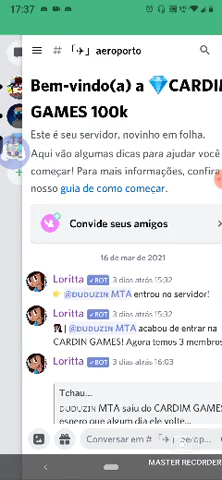 17:37
# 「✈」aeroporto
Bem-vindo(a) a 💎CARDIM
GAMES 100k
Este é seu servidor, novinho em folha.
Aqui vão algumas dicas para ajudar você
começar! Para mais informações, confira
nosso guia de como começar.
Convide seus amigos
16 de mar de 2021
Loritta ✓BOT 3 dias atrás 15:32
👉 @DUDUZIN MTA entrou no servidor!
Loritta ✓BOT 3 dias atrás 15:32
| @DUDUZIN MTA acabou de entrar na
CARDIN GAMES! Agora temos 3 membros
Loritta ✓BOT 3 dias atrás 16:03
Tchau...
DUDUZIN MTA saiu do CARDIM GAMES
espero que algum dia ele volte...
Conversar em # 「✈」aerop...
MASTER RECORDER